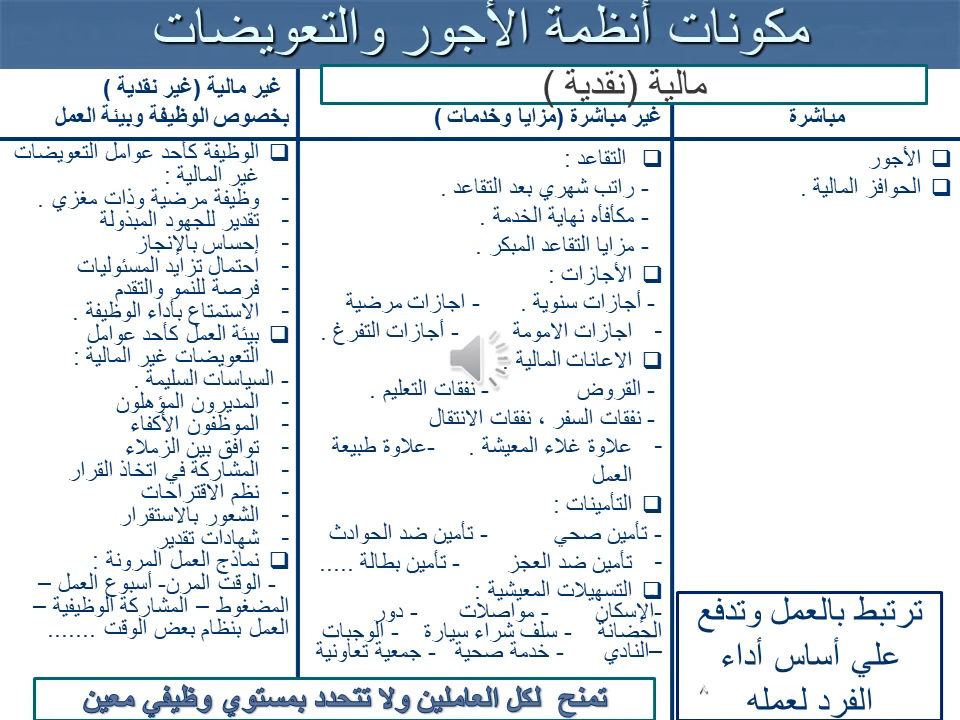 مكونات أنظمة الأجور والتعويضات
مالية (نقدية )
مباشرة
❑ الأجور
❑ الحوافز المالية .
ترتبط بالعمل وتدفع
علي أساس أداء
الفرد لعمله
غير مباشرة (مزايا وخدمات )
❑ التقاعد :
- راتب شهري بعد التقاعد .
- مكأفأه نهاية الخدمة .
- مزايا التقاعد المبكر .
❑ الأجازات :
- أجازات سنوية . - اجازات مرضية
- اجازات الامومة - أجازات التفرغ .
❑ الاعانات المالية :
- القروض - نفقات التعليم .
- نفقات السفر ، نفقات الانتقال
- علاوة غلاء المعيشة . -علاوة طبيعة
العمل
❑ التأمينات :
- تأمين صحي - تأمين ضد الحوادث
- تأمين ضد العجز - تأمين بطالة .....
❑ التسهيلات المعيشية :
-الإسكان - مواصلات - دور
الحضانة - سلف شراء سيارة - الوجبات
–النادي - خدمة صحية - جمعية تعاونية
غير مالية (غير نقدية )
بخصوص الوظيفة وبيئة العمل
❑ الوظيفة كأحد عوامل التعويضات
غير المالية :
- وظيفة مرضية وذات مغزي .
- تقدير للجهود المبذولة
- إحساس بالإنجاز
- احتمال تزايد المسئوليات
- فرصة للنمو والتقدم
- الاستمتاع بأداء الوظيفة .
❑ بيئة العمل كأحد عوامل
التعويضات غير المالية :
- السياسات السليمة .
- المديرون المؤهلون
- الموظفون الأكفاء
- توافق بين الزملاء
- المشاركة في اتخاذ القرار
- نظم الاقتراحات
- الشعور بالاستقرار
- شهادات تقدير
❑ نماذج العمل المرونة :
- الوقت المرن- أسبوع العمل –
المضغوط – المشاركة الوظيفية –
العمل بنظام بعض الوقت .......
تمنح لكل العاملين ولا تتحدد بمستوي وظيفي معين
٨